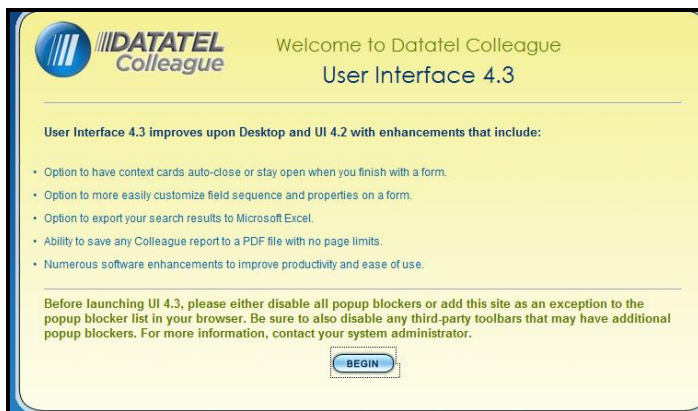 DATATEL
Colleague
Welcome to Datatel Colleague
User Interface 4.3
User Interface 4.3 improves upon Desktop and UI 4.2 with enhancements that include:
• Option to have context cards auto-close or stay open when you finish with a form.
• Option to more easily customize field sequence and properties on a form.
• Option to export your search results to Microsoft Excel.
• Ability to save any Colleague report to a PDF file with no page limits.
• Numerous software enhancements to improve productivity and ease of use.
Before launching UI 4.3, please either disable all popup blockers or add this site as an exception to the
popup blocker list in your browser. Be sure to also disable any third-party toolbars that may have additional
popup blockers. For more information, contact your system administrator.
BEGIN